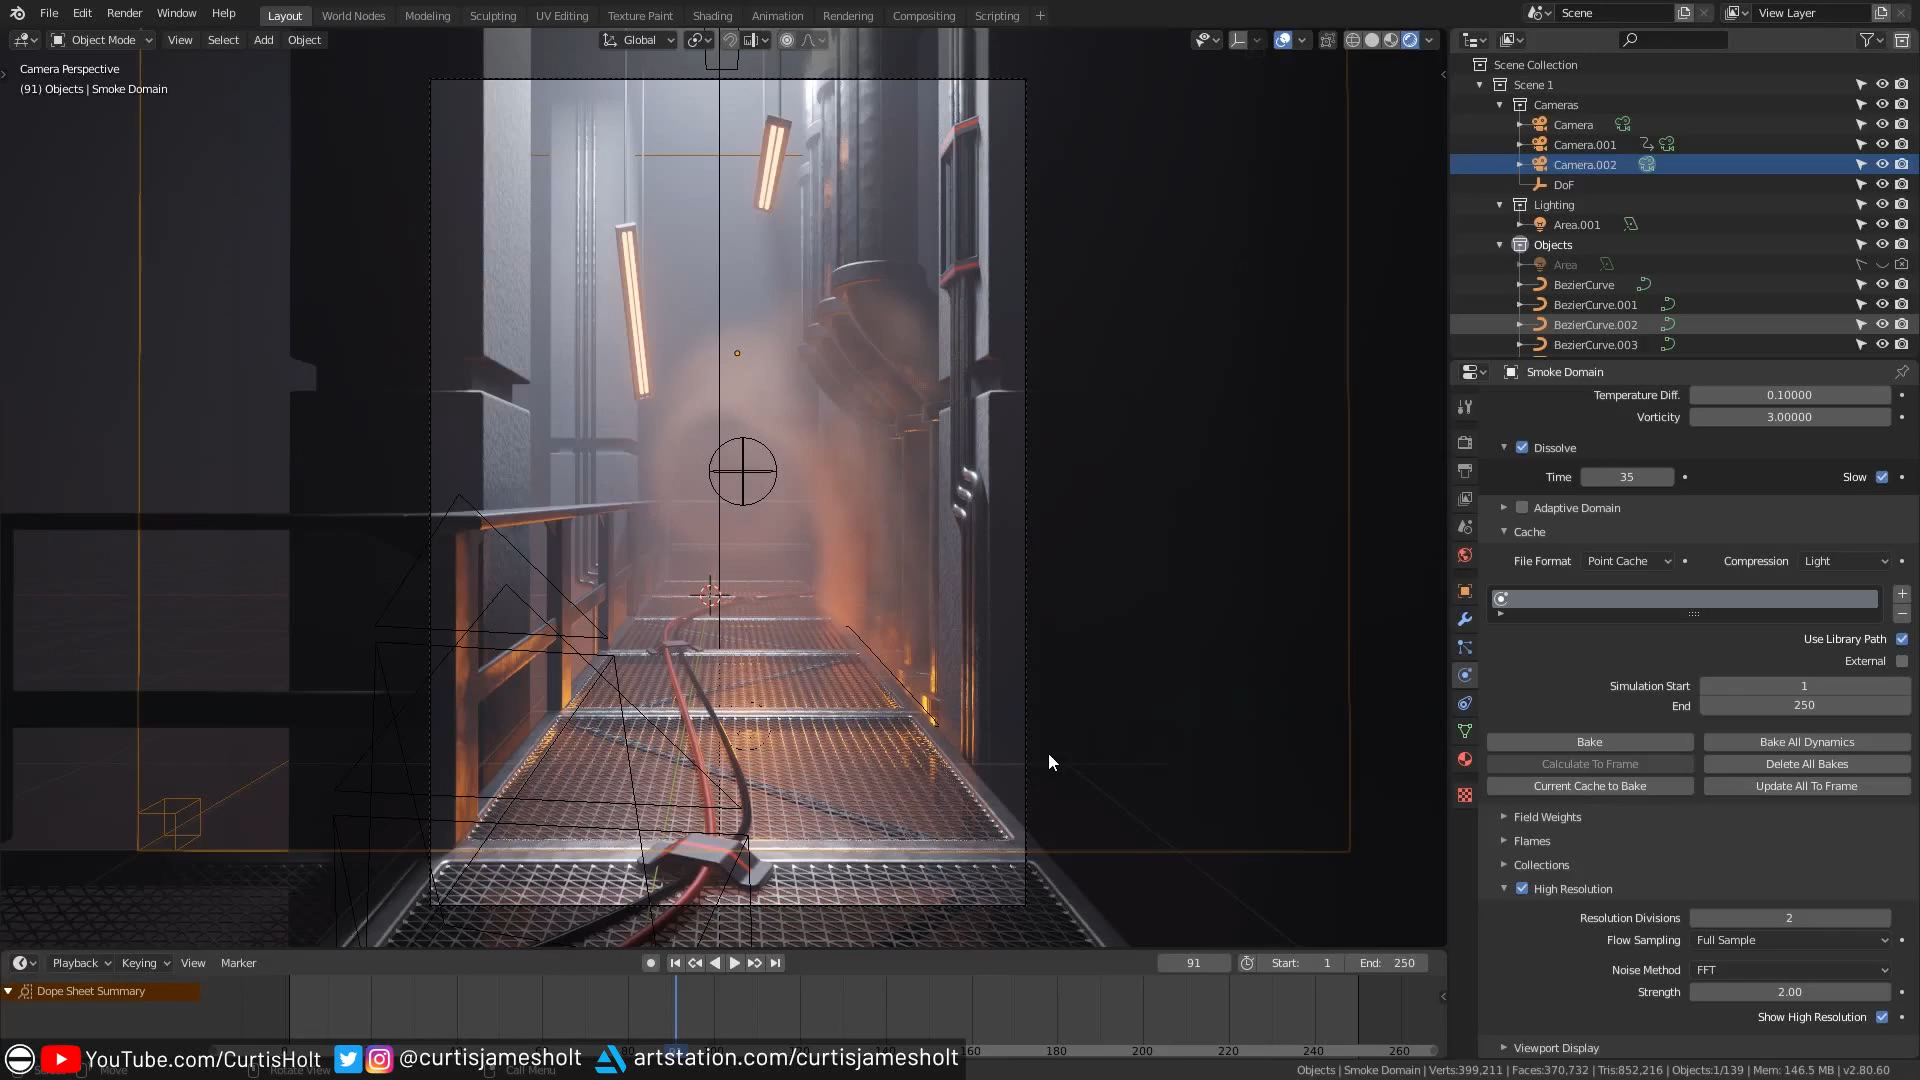 File Edit Render Window Help Layout World Nodes Modeling Sculpting UV Editing Texture Paint Shading Animation Rendering Compositing Scripting Scene View Layer
Object Mode View Select Add Object Global
Camera Perspective
(91) Objects | Smoke Domain
Scene Collection
Scene 1
Cameras
Camera
Camera.001
Camera.002
DoF
Lighting
Area.001
Objects
Area
BezierCurve
BezierCurve.001
BezierCurve.002
BezierCurve.003
Smoke Domain
Temperature Diff. 0.10000
Vorticity 3.00000
Dissolve
Time 35 Slow
Adaptive Domain
Cache
File Format Point Cache Compression Light
Use Library Path
External
Simulation Start 1
End 250
Bake Bake All Dynamics
Calculate To Frame Delete All Bakes
Current Cache to Bake Update All To Frame
Field Weights
Flames
Collections
High Resolution
Resolution Divisions 2
Flow Sampling Full Sample
Noise Method FFT
Strength 2.00
Show High Resolution
Viewport Display
Playback Keying View Marker 91 Start: 1 End: 250
Dope Sheet Summary
160 180 200 220 240 260
YouTube.com/CurtisHolt @curtisjamesholt artstation.com/curtisjamesholt
Move Rotate View Call Menu
Objects | Smoke Domain | Verts:399,211 | Faces:370,732 | Tris:852,216 | Objects:1/139 | Mem: 146.5 MB | v2.80.60